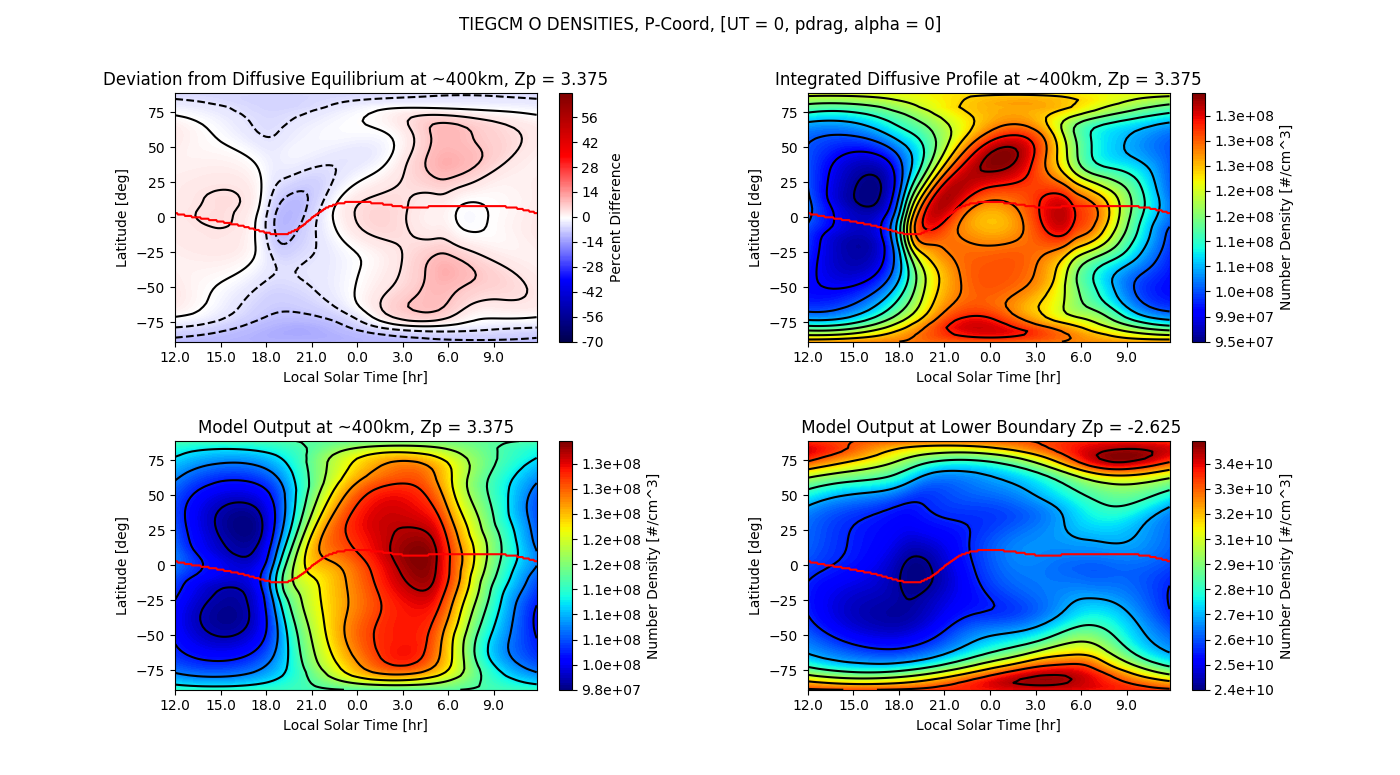 TIEGCM O DENSITIES, P-Coord, [UT = 0, pdrag, alpha = 0]
Deviation from Diffusive Equilibrium at ~400km, Zp = 3.375
75
50
25
0
−25
−50
−75
Latitude [deg]
12.0 15.0 18.0 21.0 0.0 3.0 6.0 9.0
Local Solar Time [hr]
56
42
28
14
0
-14
-28
-42
-56
-70
Percent Difference
Integrated Diffusive Profile at ~400km, Zp = 3.375
75
50
25
0
−25
−50
−75
Latitude [deg]
12.0 15.0 18.0 21.0 0.0 3.0 6.0 9.0
Local Solar Time [hr]
1.3e+08
1.3e+08
1.3e+08
1.2e+08
1.2e+08
1.1e+08
1.1e+08
1.0e+08
9.9e+07
9.5e+07
Number Density [#/cm^3]
Model Output at ~400km, Zp = 3.375
75
50
25
0
−25
−50
−75
Latitude [deg]
12.0 15.0 18.0 21.0 0.0 3.0 6.0 9.0
Local Solar Time [hr]
1.3e+08
1.3e+08
1.3e+08
1.2e+08
1.2e+08
1.1e+08
1.1e+08
1.1e+08
1.0e+08
9.8e+07
Number Density [#/cm^3]
Model Output at Lower Boundary Zp = -2.625
75
50
25
0
−25
−50
−75
Latitude [deg]
12.0 15.0 18.0 21.0 0.0 3.0 6.0 9.0
Local Solar Time [hr]
3.4e+10
3.3e+10
3.2e+10
3.1e+10
2.9e+10
2.8e+10
2.7e+10
2.6e+10
2.5e+10
2.4e+10
Number Density [#/cm^3]